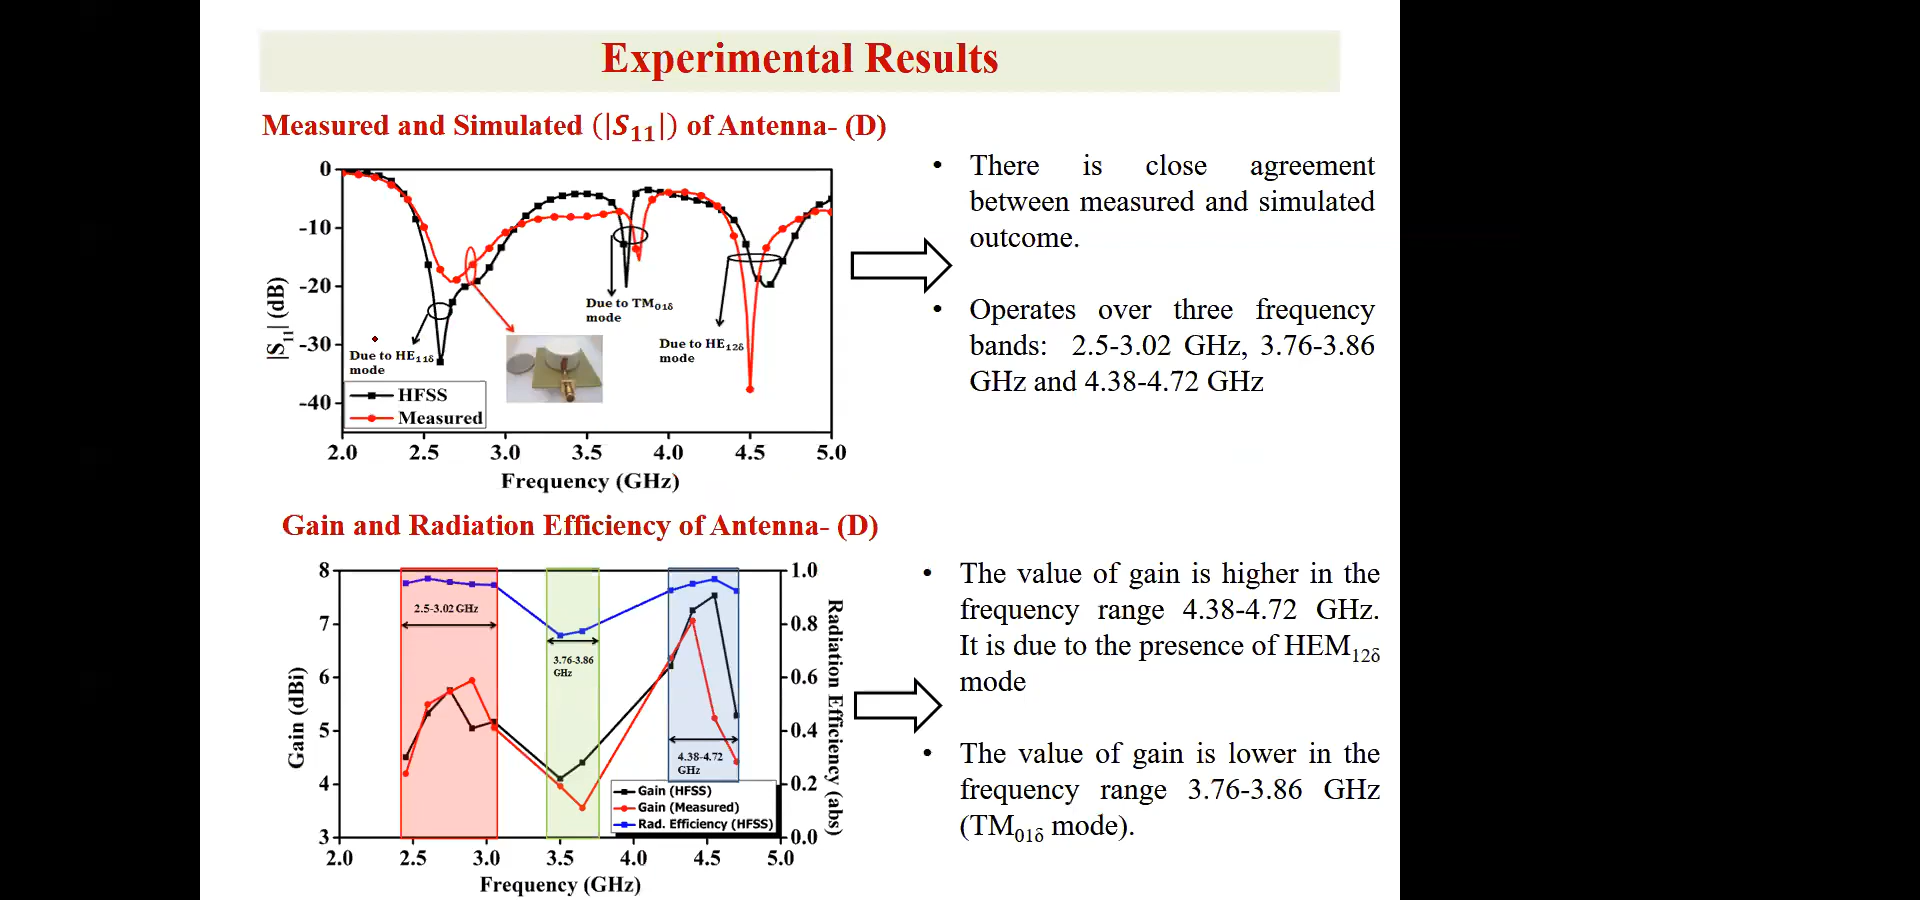 Experimental Results
Measured and Simulated (|S₁₁|) of Antenna- (D)
0
-10
-20
-30
-40
|S₁₁| (dB)
Due to HE₁₁δ
mode
Due to TM₀₁δ
mode
Due to HE₁₂δ
mode
HFSS
Measured
2.0 2.5 3.0 3.5 4.0 4.5 5.0
Frequency (GHz)
• There is close agreement
between measured and simulated
outcome.
• Operates over three frequency
bands: 2.5-3.02 GHz, 3.76-3.86
GHz and 4.38-4.72 GHz
Gain and Radiation Efficiency of Antenna- (D)
8
7
6
5
4
3
Gain (dBi)
2.5-3.02 GHz
3.76-3.86
GHz
4.38-4.72
GHz
Gain (HFSS)
Gain (Measured)
Rad. Efficiency (HFSS)
1.0
0.8
0.6
0.4
0.2
0.0
Radiation Efficiency (abs)
2.0 2.5 3.0 3.5 4.0 4.5 5.0
Frequency (GHz)
• The value of gain is higher in the
frequency range 4.38-4.72 GHz.
It is due to the presence of HEM₁₂δ
mode
• The value of gain is lower in the
frequency range 3.76-3.86 GHz
(TM₀₁δ mode).